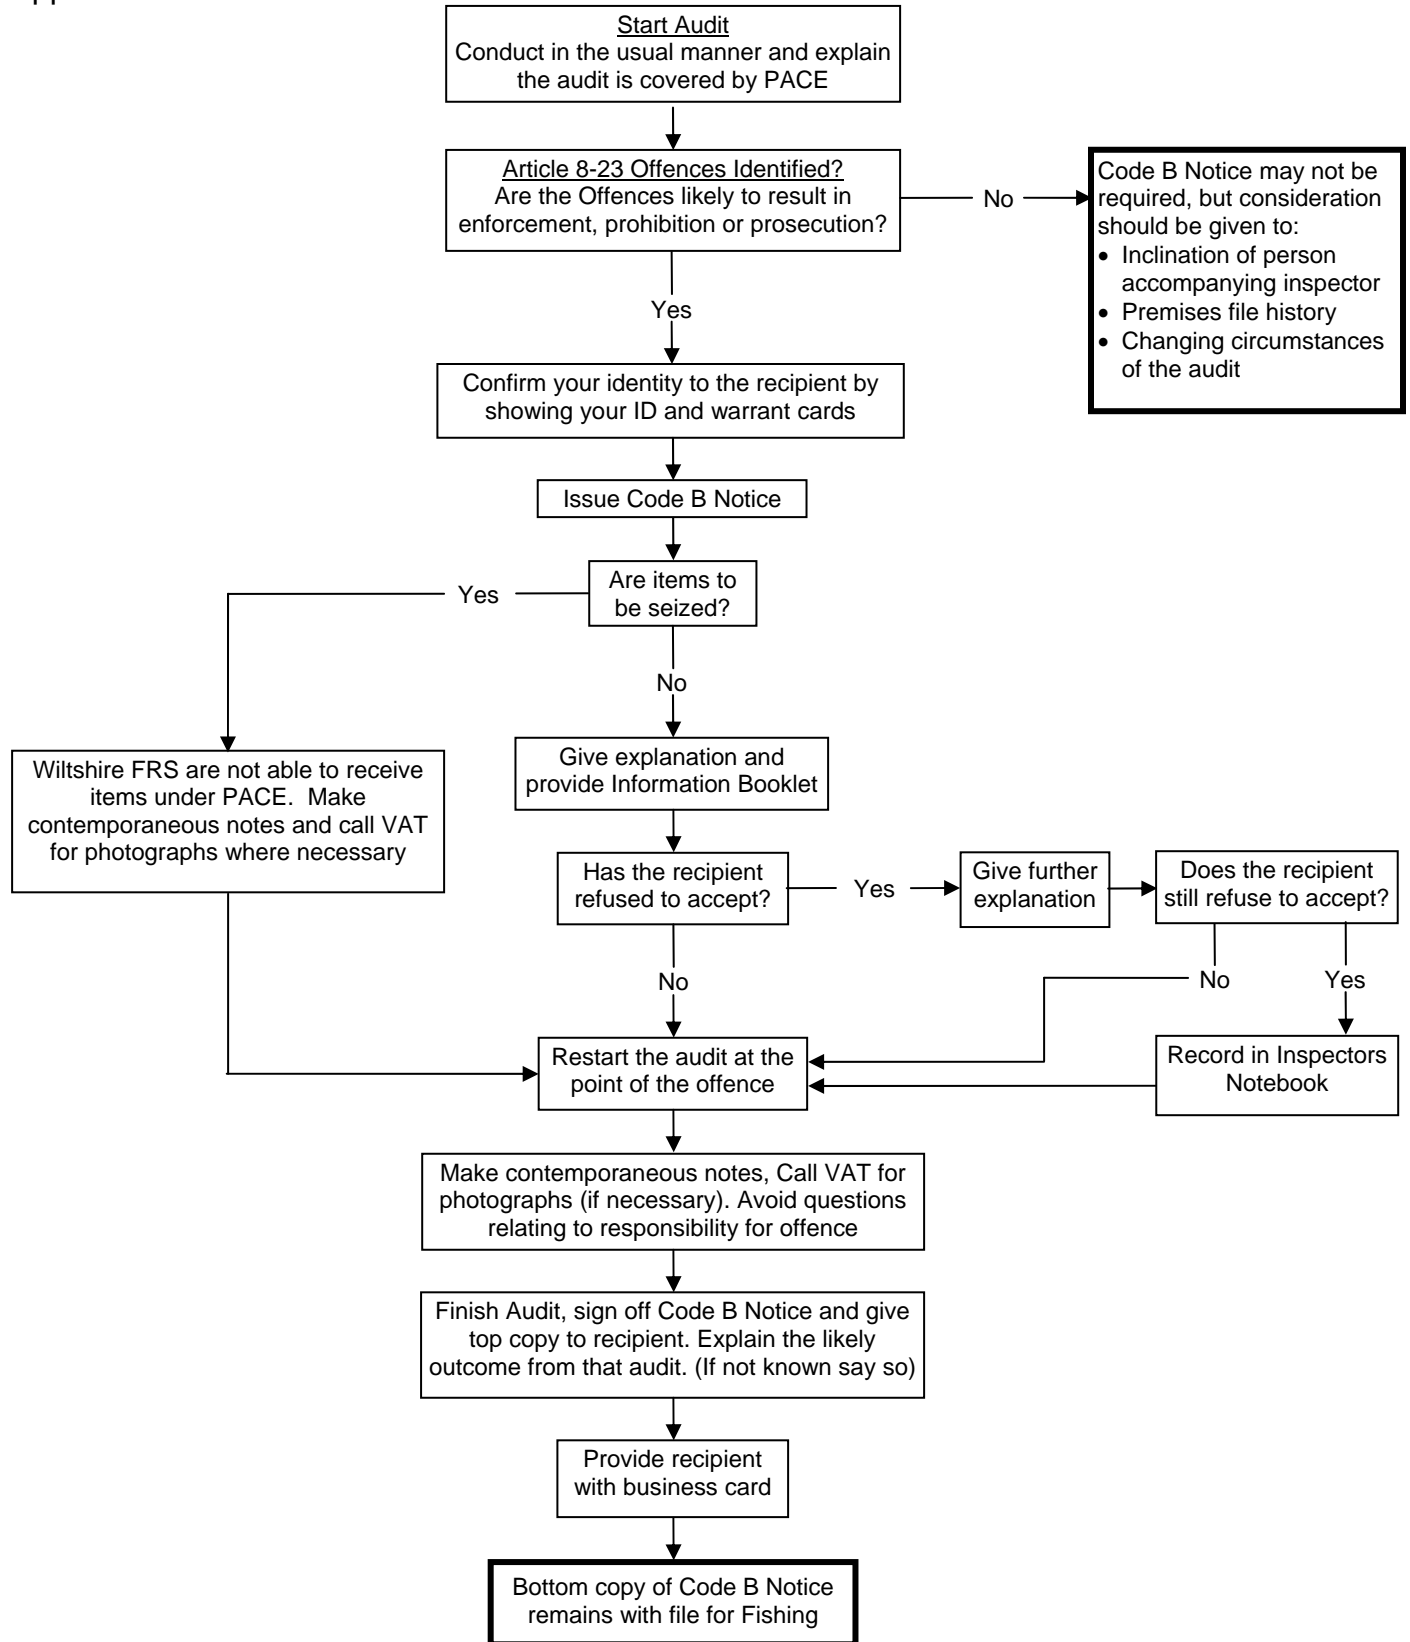 Start Audit
Conduct in the usual manner and explain
the audit is covered by PACE
Article 8-23 Offences Identified?
Are the Offences likely to result in
enforcement, prohibition or prosecution?
No
Code B Notice may not be
required, but consideration
should be given to:
• Inclination of person
accompanying inspector
• Premises file history
• Changing circumstances
of the audit
Yes
Confirm your identity to the recipient by
showing your ID and warrant cards
Issue Code B Notice
Are items to
be seized?
Yes
No
Wiltshire FRS are not able to receive
items under PACE.  Make
contemporaneous notes and call VAT
for photographs where necessary
Give explanation and
provide Information Booklet
Has the recipient
refused to accept?
Yes
Give further
explanation
Does the recipient
still refuse to accept?
No
No
Yes
Restart the audit at the
point of the offence
Record in Inspectors
Notebook
Make contemporaneous notes, Call VAT for
photographs (if necessary). Avoid questions
relating to responsibility for offence
Finish Audit, sign off Code B Notice and give
top copy to recipient. Explain the likely
outcome from that audit. (If not known say so)
Provide recipient
with business card
Bottom copy of Code B Notice
remains with file for Fishing